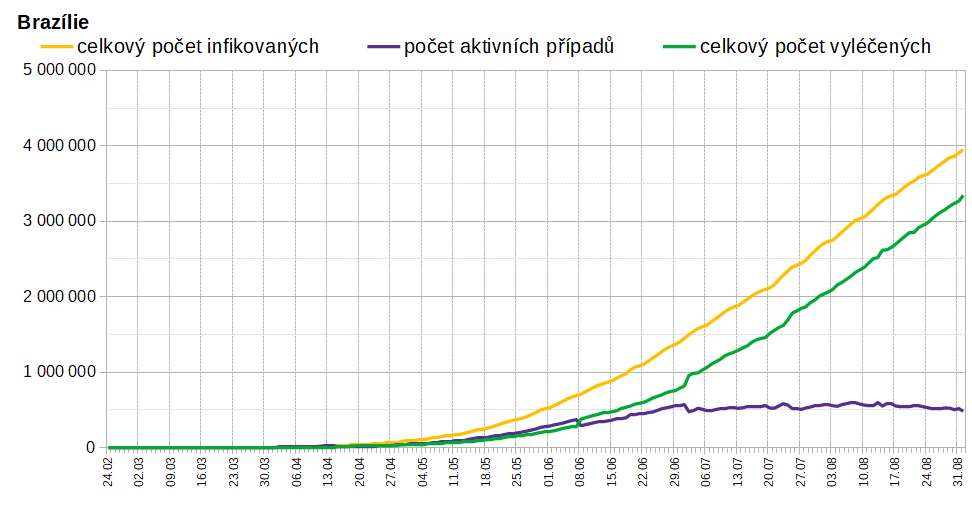 Brazílie
celkový počet infikovaných počet aktivních případů celkový počet vyléčených
5 000 000
4 000 000
3 000 000
2 000 000
1 000 000
0
24.02 02.03 09.03 16.03 23.03 30.03 06.04 13.04 20.04 27.04 04.05 11.05 18.05 25.05 01.06 08.06 15.06 22.06 29.06 06.07 13.07 20.07 27.07 03.08 10.08 17.08 24.08 31.08